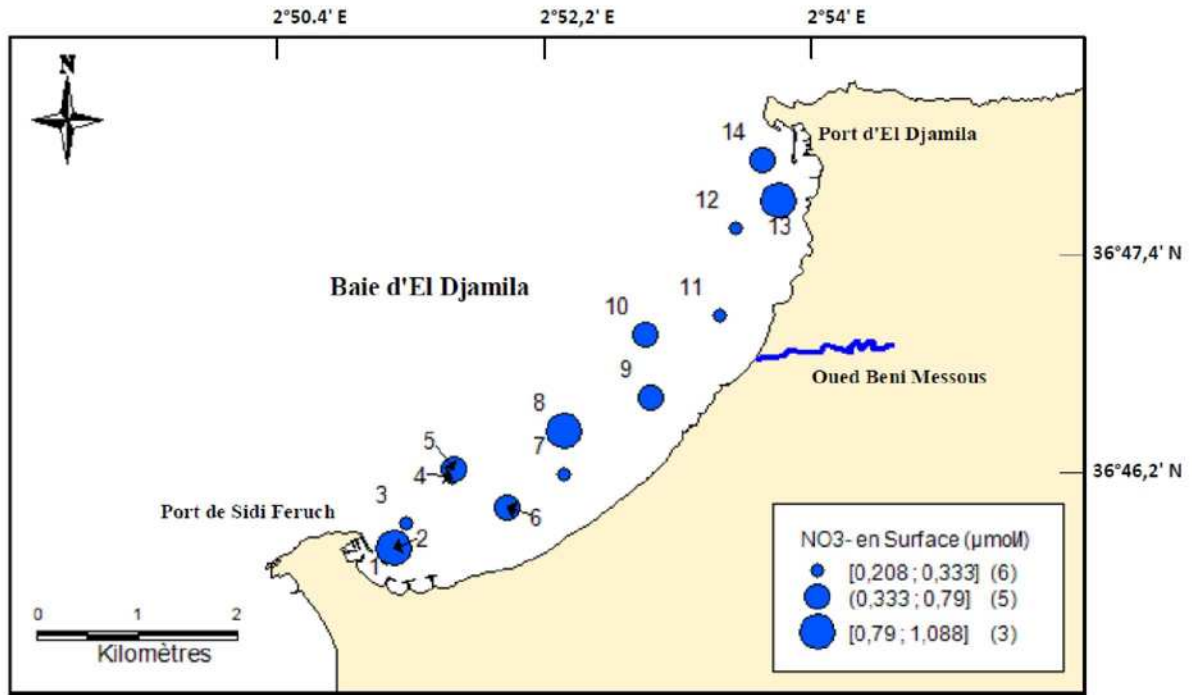 2°50.4' E
2°52,2' E
2°54' E
N
Port d'El Djamila
14
12
13
36°47,4' N
Baie d'El Djamila
11
10
Oued Beni Messous
9
8
7
5
4
36°46,2' N
3
Port de Sidi Feruch
6
2
1
NO3- en Surface (µmol/l)
[0,208 ; 0,333] (6)
(0,333 ; 0,79] (5)
[0,79 ; 1,088] (3)
0 1 2
Kilomètres